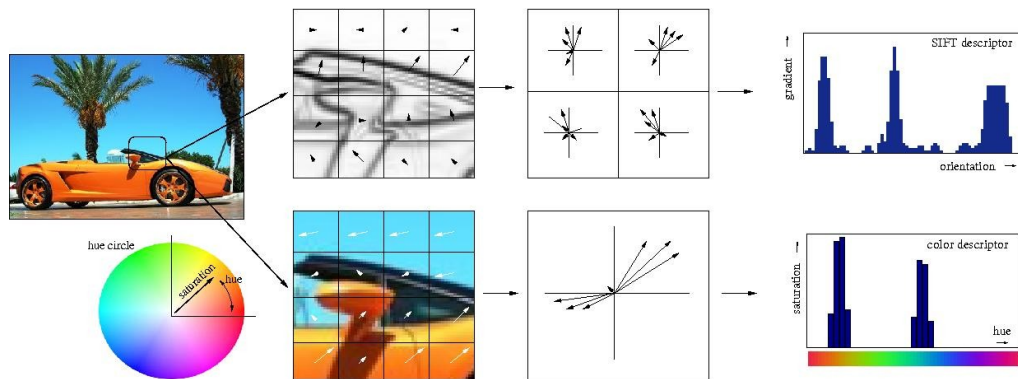 SIFT descriptor
gradient
orientation
hue circle
saturation
hue
color descriptor
saturation
hue